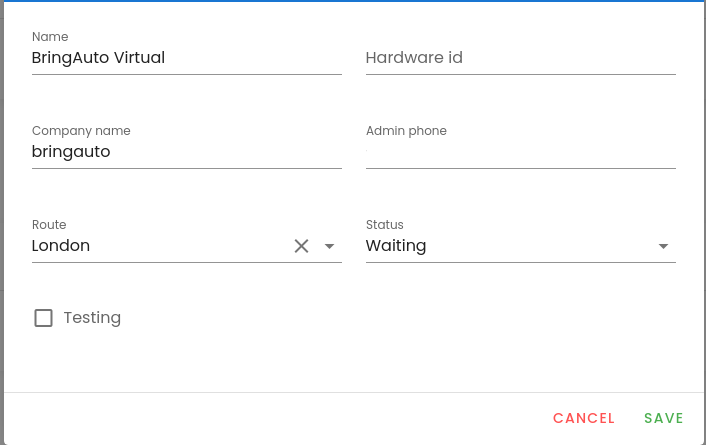 Name
BringAuto Virtual
Hardware id
Company name
bringauto
Admin phone
Route
London
Status
Waiting
Testing
CANCEL SAVE